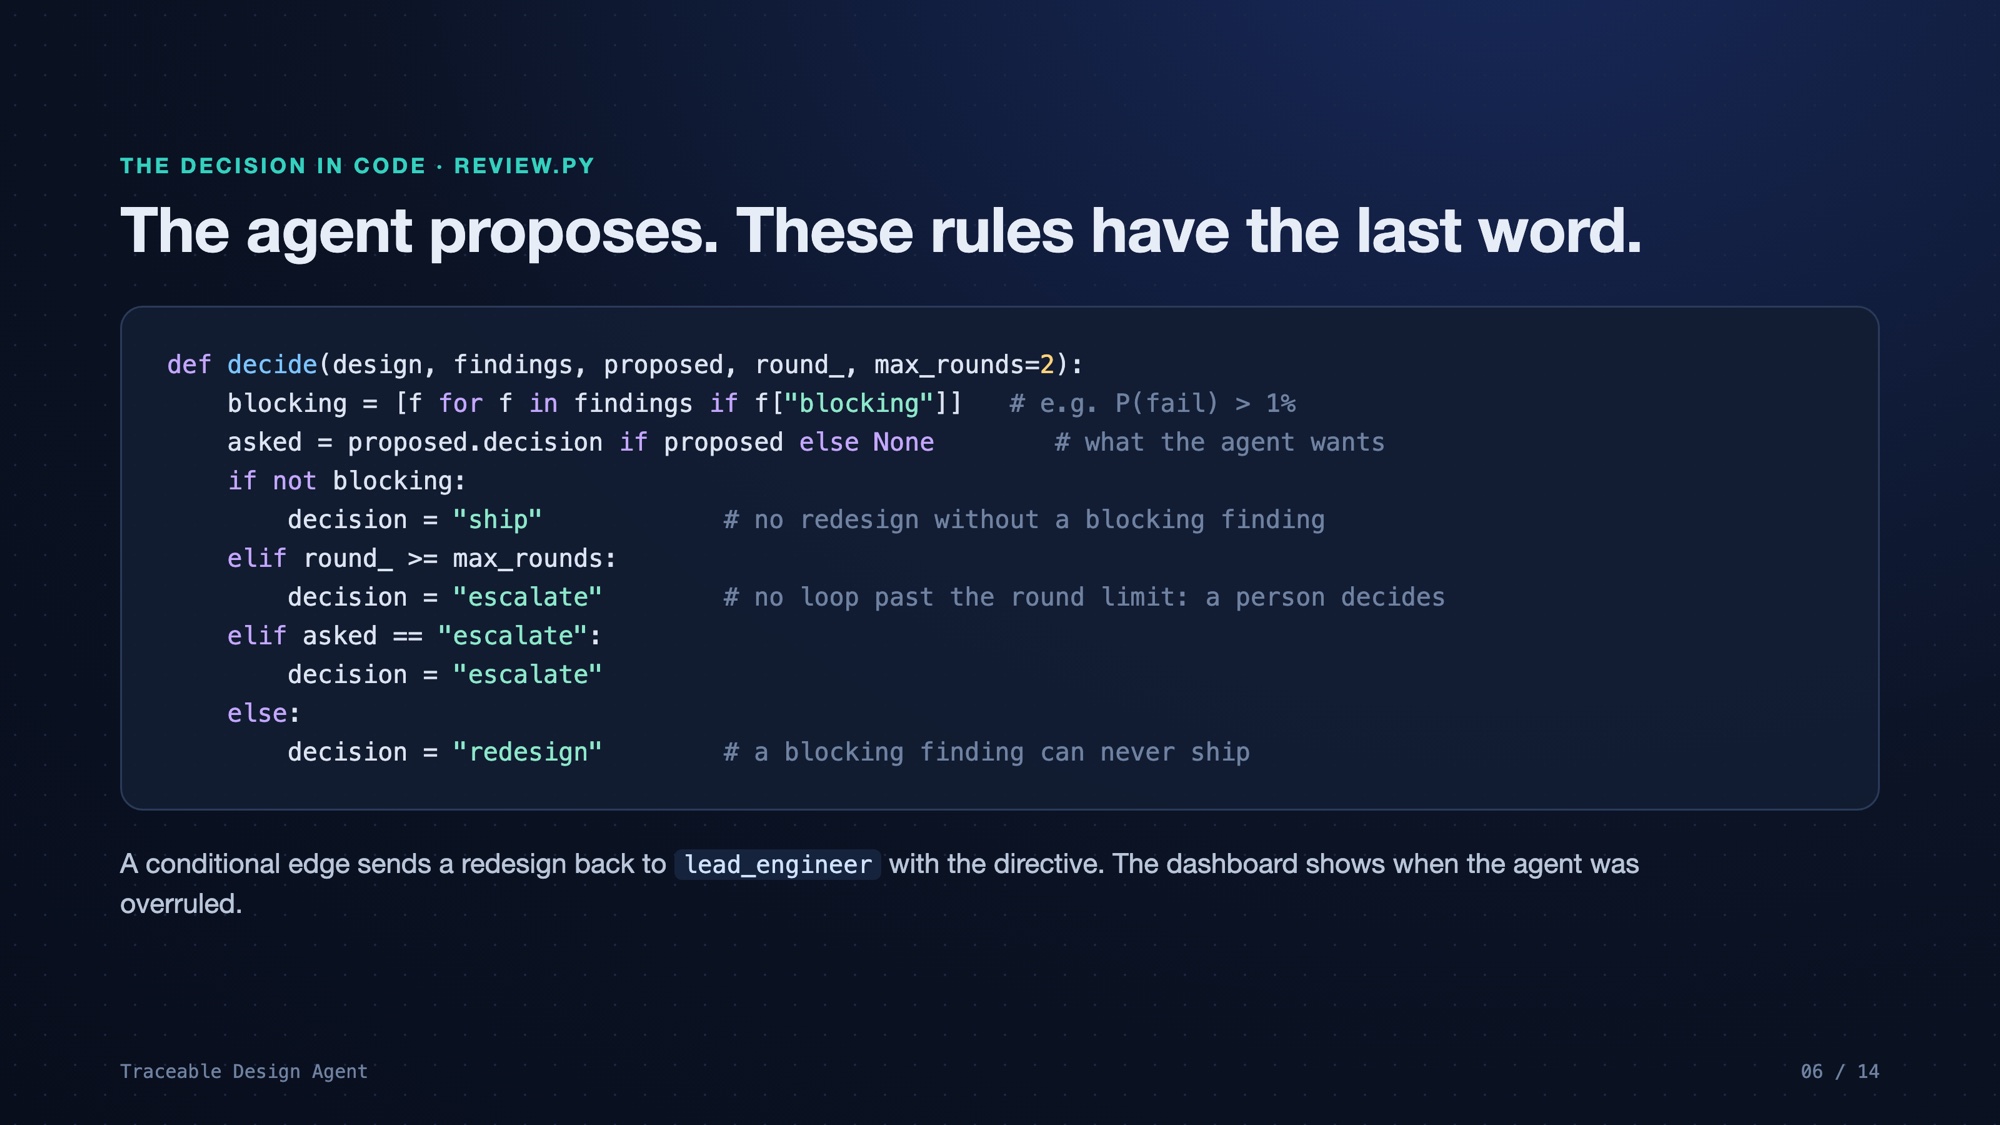 THE DECISION IN CODE · REVIEW.PY
The agent proposes. These rules have the last word.
def decide(design, findings, proposed, round_, max_rounds=2):
    blocking = [f for f in findings if f["blocking"]]   # e.g. P(fail) > 1%
    asked = proposed.decision if proposed else None        # what the agent wants
    if not blocking:
        decision = "ship"            # no redesign without a blocking finding
    elif round_ >= max_rounds:
        decision = "escalate"        # no loop past the round limit: a person decides
    elif asked == "escalate":
        decision = "escalate"
    else:
        decision = "redesign"        # a blocking finding can never ship
A conditional edge sends a redesign back to lead_engineer with the directive. The dashboard shows when the agent was
overruled.
Traceable Design Agent
06 / 14